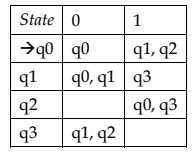 State 0 1
→q0 q0 q1, q2
q1 q0, q1 q3
q2 q0, q3
q3 q1, q2